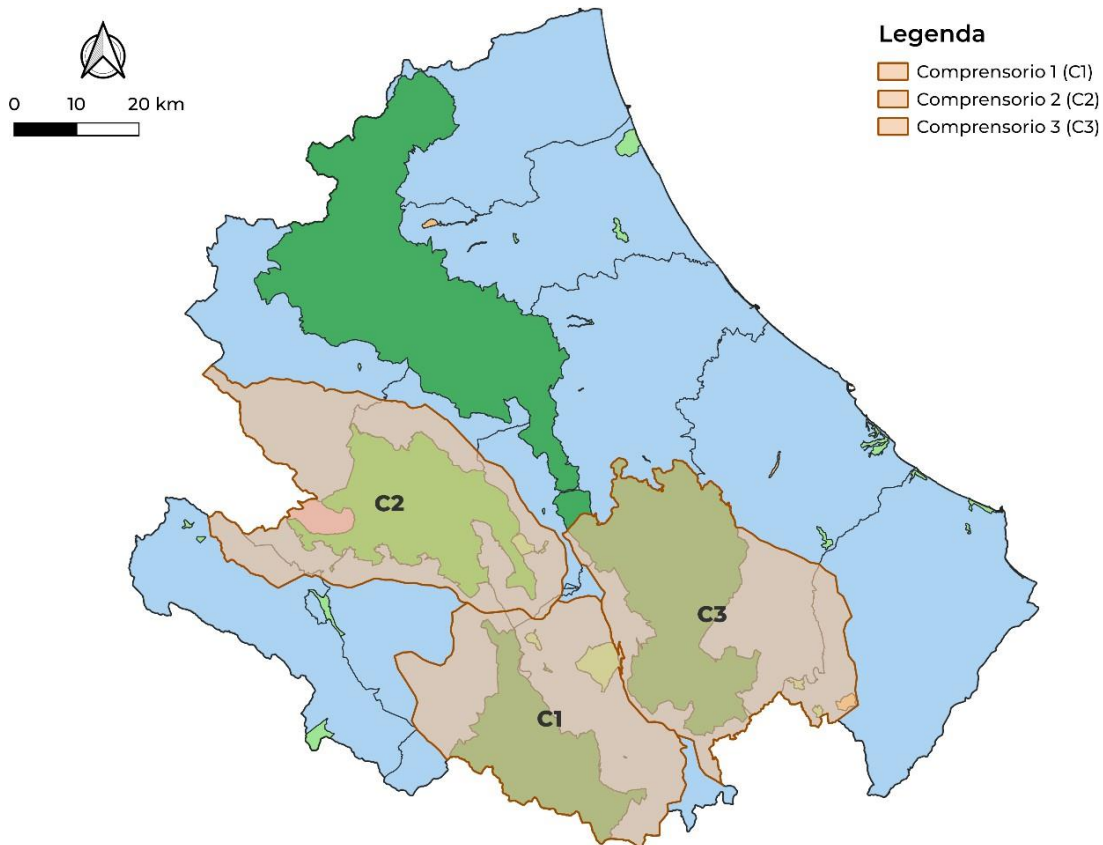 0 10 20 km
Legenda
Comprensorio 1 (C1)
Comprensorio 2 (C2)
Comprensorio 3 (C3)
C2
C3
C1